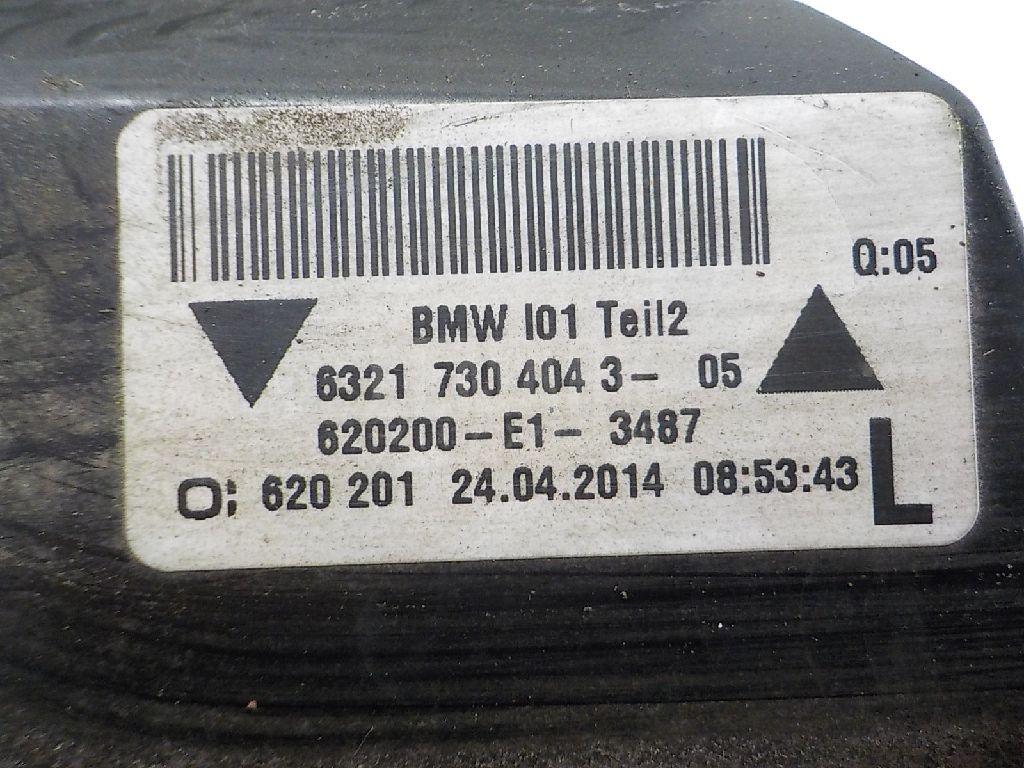 Q:05
BMW I01 Teil2
6321 730 404 3- 05
620200-E1- 3487
O: 620 201 24.04.2014 08:53:43
L